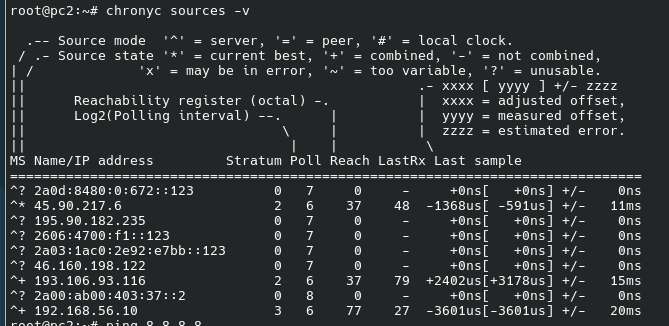 root@pc2:~# chronyc sources -v

  .-- Source mode  '^' = server, '=' = peer, '#' = local clock.
 / .- Source state '*' = current best, '+' = combined, '-' = not combined,
| /             'x' = may be in error, '~' = too variable, '?' = unusable.
||                                                 .- xxxx [ yyyy ] +/- zzzz
||      Reachability register (octal) -.           |  xxxx = adjusted offset,
||      Log2(Polling interval) --.      |          |  yyyy = measured offset,
||                                \     |          |  zzzz = estimated error.
||                                 |    |           \
MS Name/IP address         Stratum Poll Reach LastRx Last sample
===============================================================================
^? 2a0d:8480:0:672::123          0   7     0     -     +0ns[   +0ns] +/-    0ns
^* 45.90.217.6                   2   6    37    48  -1368us[ -591us] +/-   11ms
^? 195.90.182.235                0   7     0     -     +0ns[   +0ns] +/-    0ns
^? 2606:4700:f1::123             0   7     0     -     +0ns[   +0ns] +/-    0ns
^? 2a03:1ac0:2e92:e7bb::123      0   7     0     -     +0ns[   +0ns] +/-    0ns
^? 46.160.198.122                0   7     0     -     +0ns[   +0ns] +/-    0ns
^+ 193.106.93.116                2   6    37    79  +2402us[+3178us] +/-   15ms
^? 2a00:ab00:403:37::2           0   8     0     -     +0ns[   +0ns] +/-    0ns
^+ 192.168.56.10                 3   6    77    27  -3601us[-3601us] +/-   20ms
root@pc2:~# ping 8.8.8.8